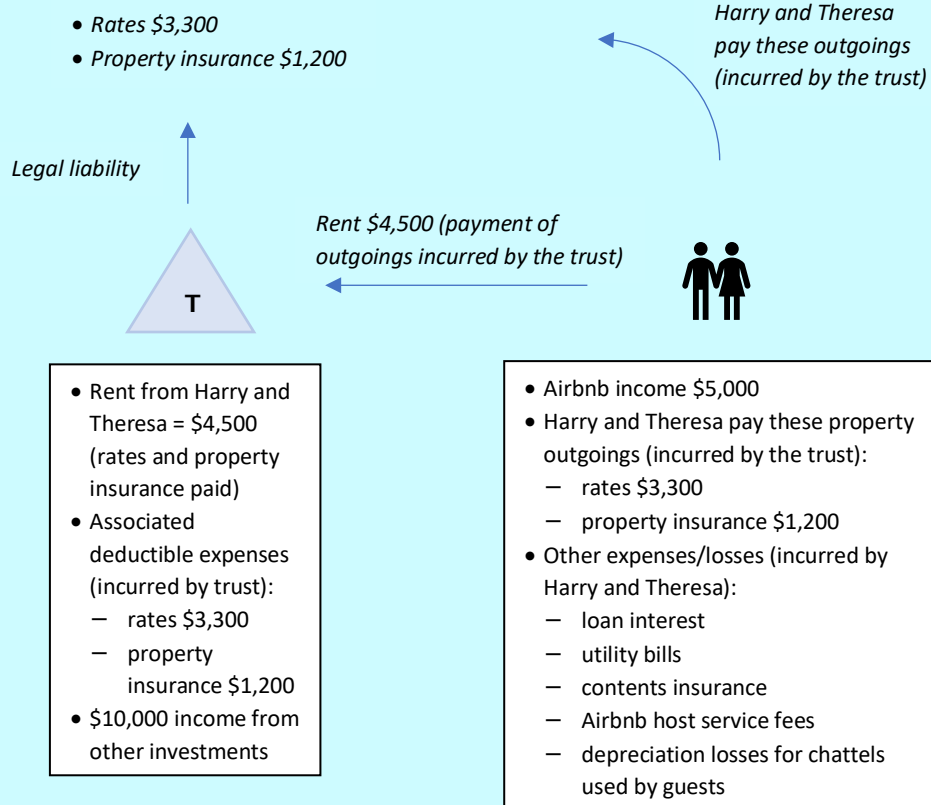 • Rates $3,300
• Property insurance $1,200
Harry and Theresa
pay these outgoings
(incurred by the trust)
Legal liability
Rent $4,500 (payment of
outgoings incurred by the trust)
T
• Rent from Harry and
Theresa = $4,500
(rates and property
insurance paid)
• Associated
deductible expenses
(incurred by trust):
– rates $3,300
– property
insurance $1,200
• $10,000 income from
other investments
• Airbnb income $5,000
• Harry and Theresa pay these property
outgoings (incurred by the trust):
– rates $3,300
– property insurance $1,200
• Other expenses/losses (incurred by
Harry and Theresa):
– loan interest
– utility bills
– contents insurance
– Airbnb host service fees
– depreciation losses for chattels
used by guests